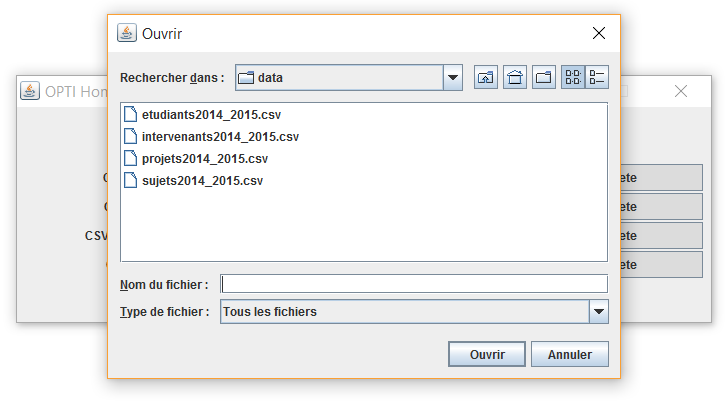 Ouvrir
Rechercher dans : data
OPTI Hom
etudiants2014_2015.csv
intervenants2014_2015.csv
projets2014_2015.csv
sujets2014_2015.csv
ete
ete
CSV ete
ete
Nom du fichier :
Type de fichier : Tous les fichiers
Ouvrir Annuler